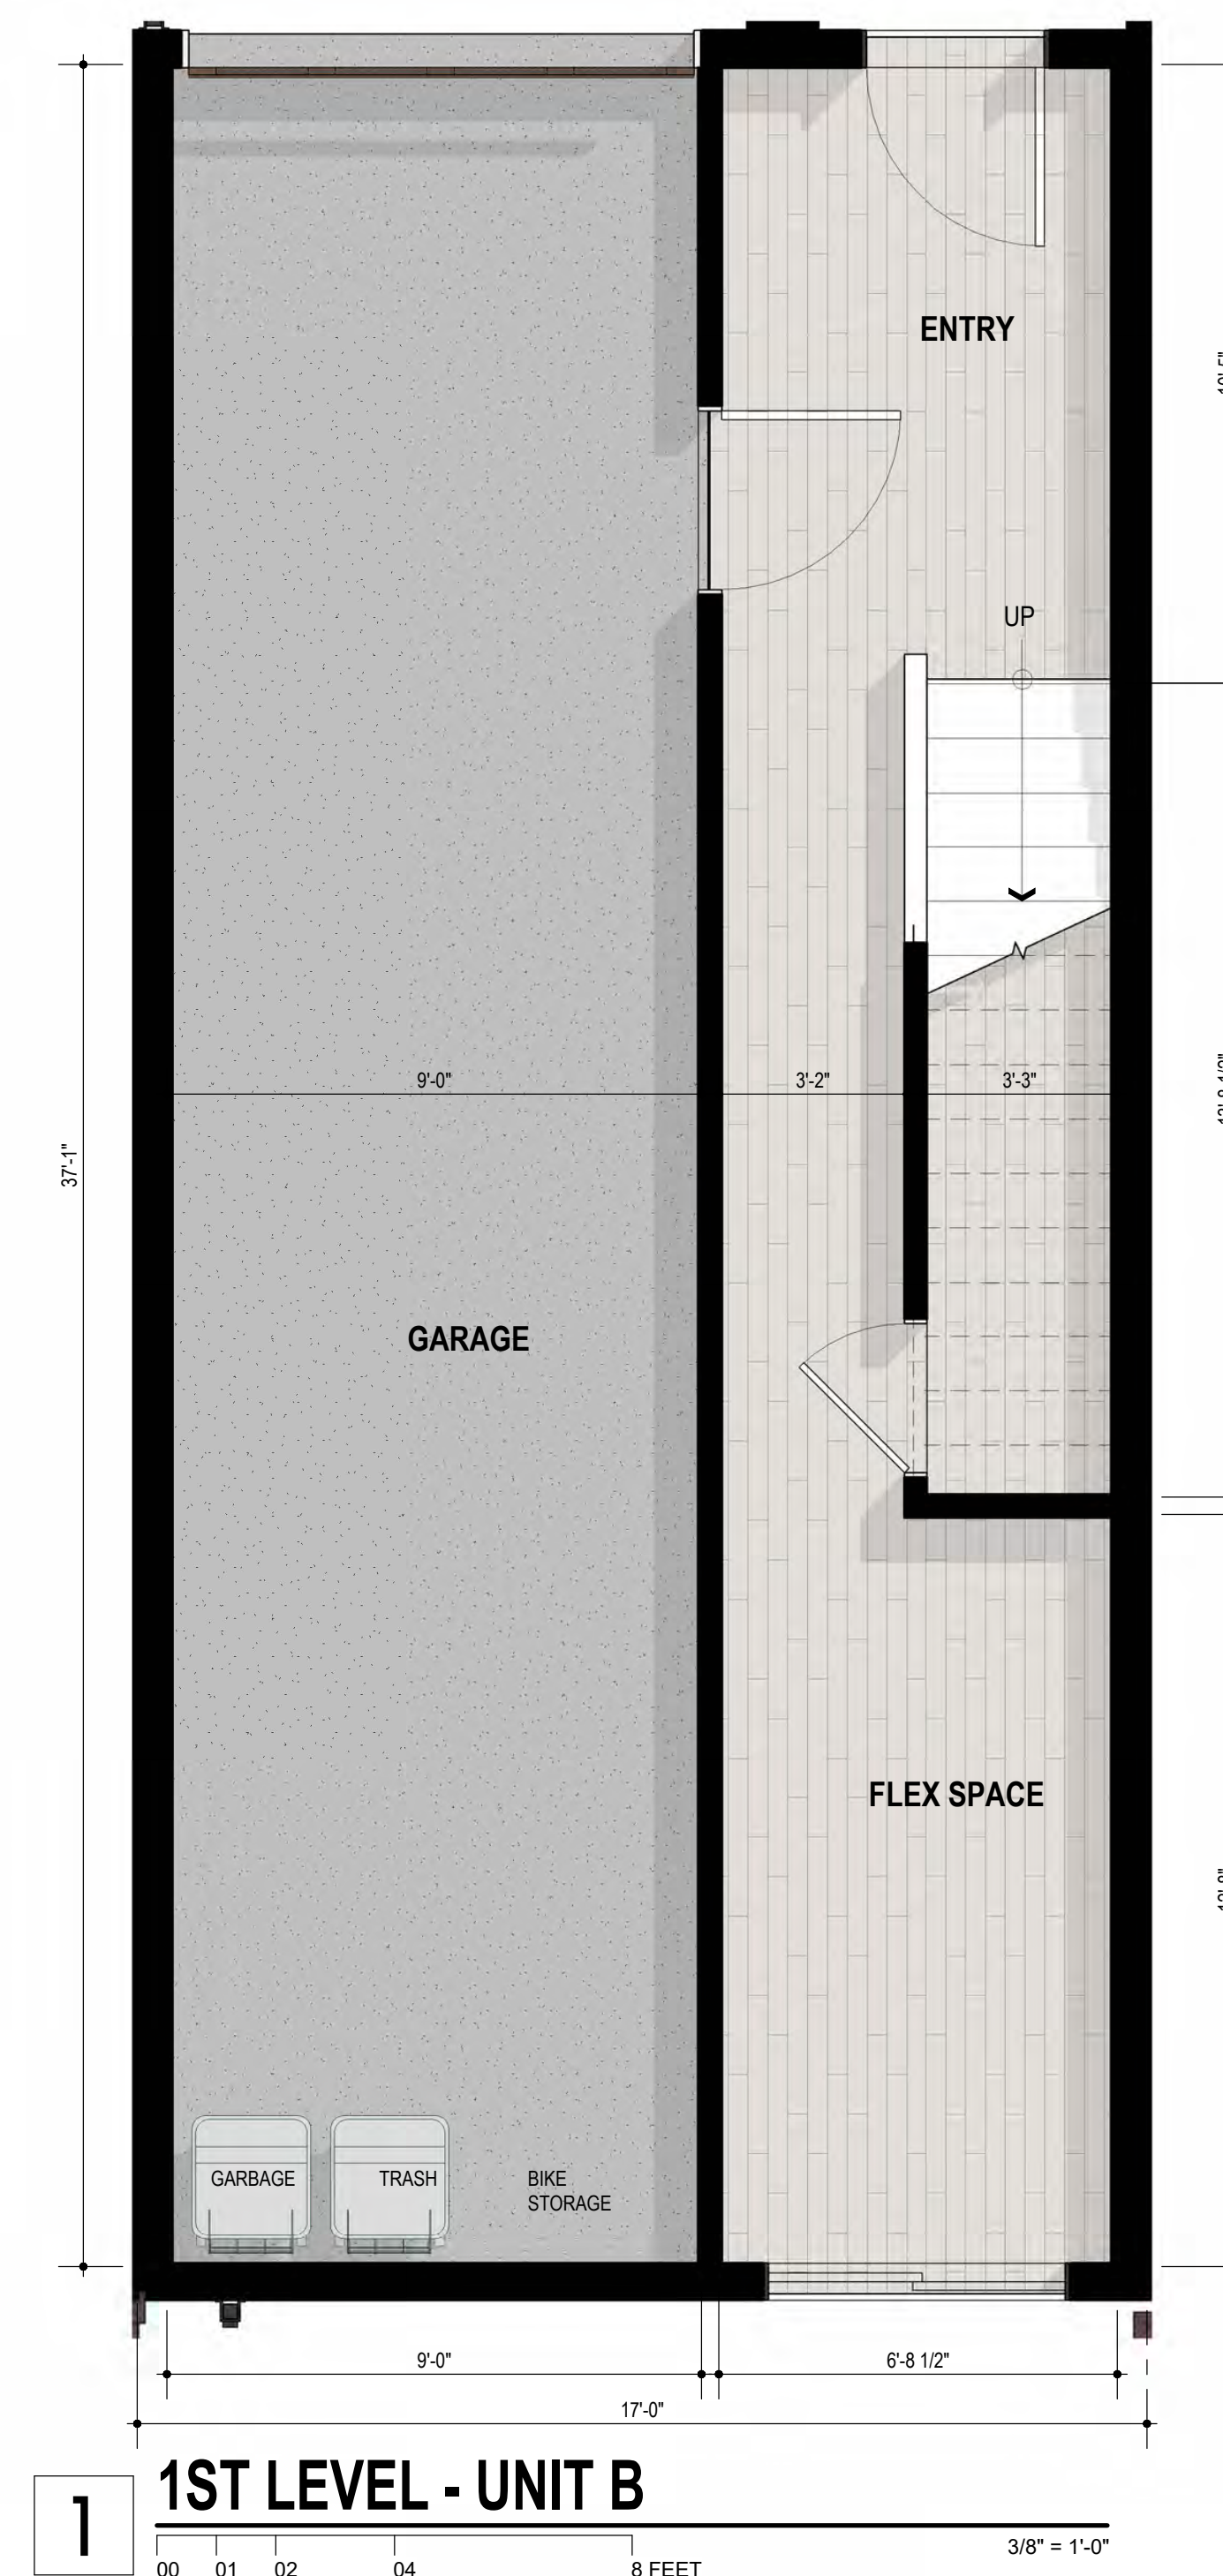 ENTRY
UP
9'-0"
3'-2"
3'-3"
37'-1"
GARAGE
FLEX SPACE
GARBAGE
TRASH
BIKE
STORAGE
9'-0"
6'-8 1/2"
17'-0"
1
1ST LEVEL - UNIT B
3/8" = 1'-0"
00 01 02 04 8 FEET